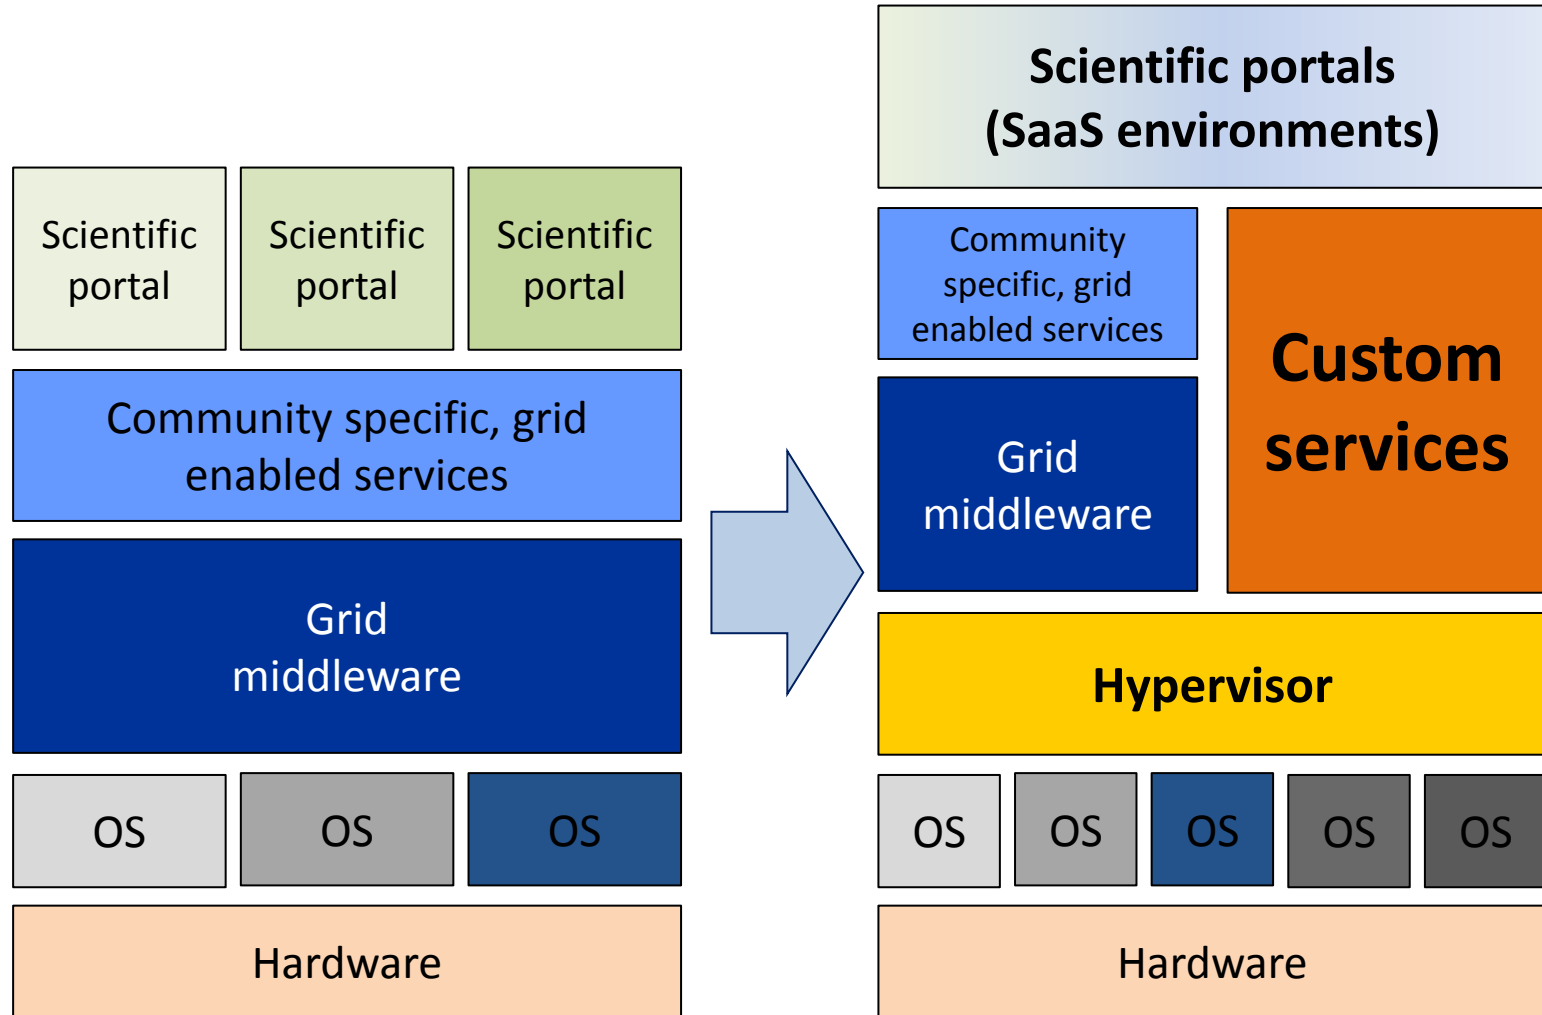 Scientific
portal
Scientific
portal
Scientific
portal
Community specific, grid
enabled services
Grid
middleware
OS
OS
OS
Hardware
Scientific portals
(SaaS environments)
Community
specific, grid
enabled services
Custom
services
Grid
middleware
Hypervisor
OS
OS
OS
OS
OS
Hardware